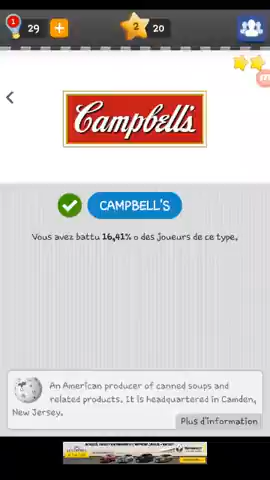 1
29
2
20
Campbell's
CAMPBELL'S
Vous avez battu 16,41% o des joueurs de ce type.
An American producer of canned soups and
related products. It is headquartered in Camden,
New Jersey.
Plus d'information